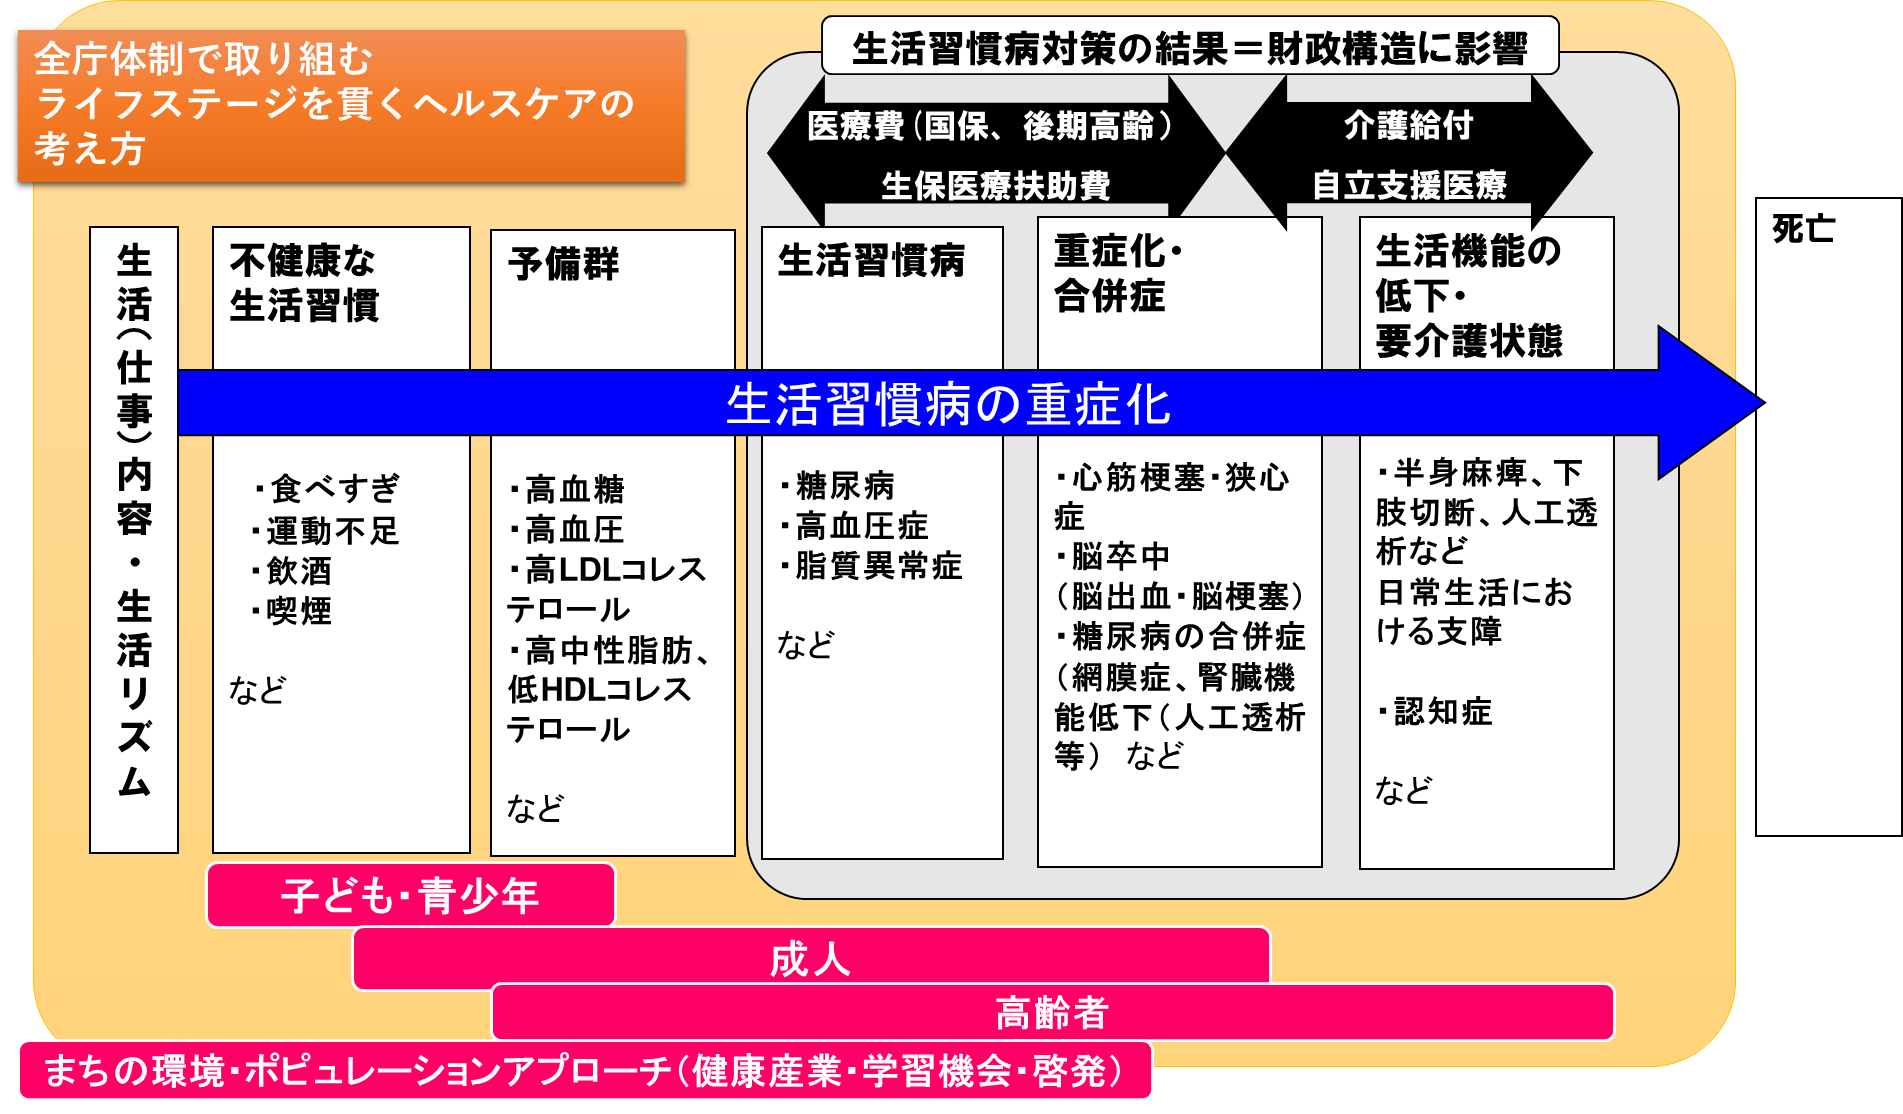 全庁体制で取り組む
ライフステージを貫くヘルスケアの
考え方
生活習慣病対策の結果＝財政構造に影響
医療費(国保、後期高齢）
生保医療扶助費
介護給付
自立支援医療
生活（仕事）内容・生活リズム
不健康な
生活習慣
・食べすぎ
・運動不足
・飲酒
・喫煙
など
予備群
・高血糖
・高血圧
・高LDLコレス
テロール
・高中性脂肪、
低HDLコレス
テロール
など
生活習慣病
・糖尿病
・高血圧症
・脂質異常症
など
重症化・
合併症
・心筋梗塞・狭心
症
・脳卒中
（脳出血・脳梗塞）
・糖尿病の合併症
（網膜症、腎臓機
能低下（人工透析
等）　など
生活機能の
低下・
要介護状態
・半身麻痺、下
肢切断、人工透
析など
日常生活にお
ける支障
・認知症
など
死亡
生活習慣病の重症化
子ども・青少年
成人
高齢者
まちの環境・ポピュレーションアプローチ（健康産業・学習機会・啓発）